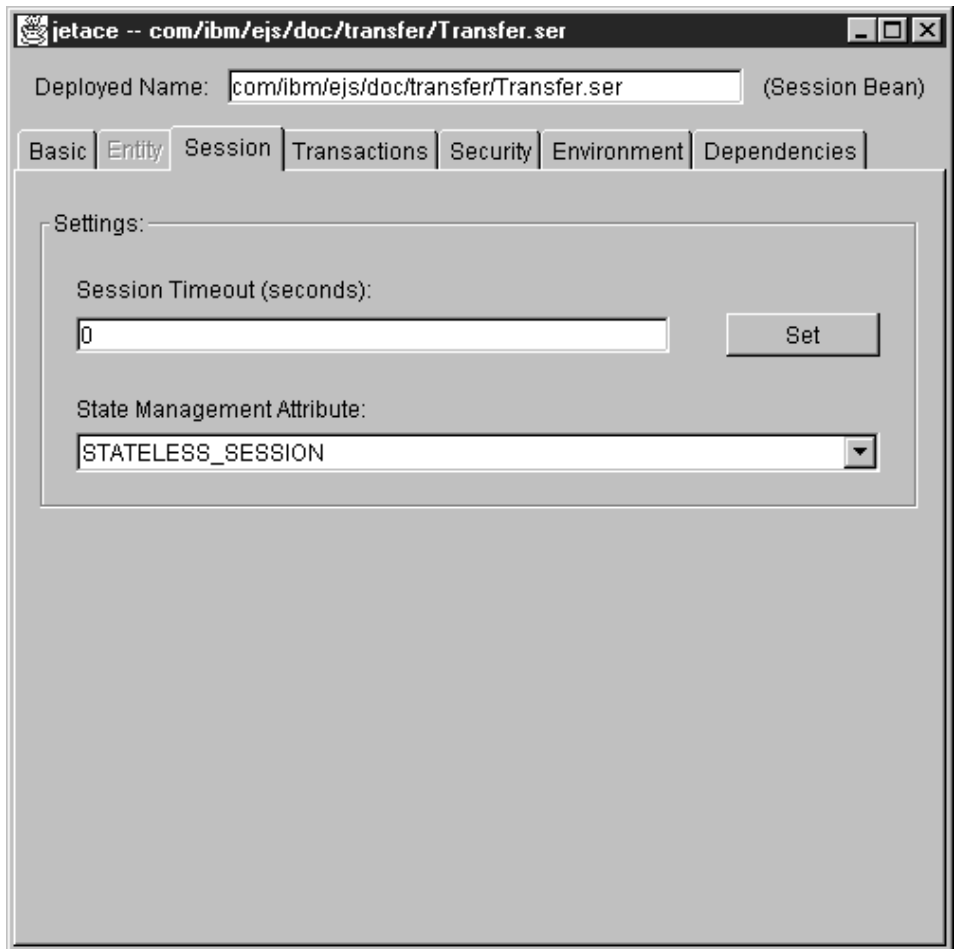 jetace -- com/ibm/ejs/doc/transfer/Transfer.ser
Deployed Name: com/ibm/ejs/doc/transfer/Transfer.ser (Session Bean)
Basic Entity Session Transactions Security Environment Dependencies
Settings:
Session Timeout (seconds):
0 Set
State Management Attribute:
STATELESS_SESSION